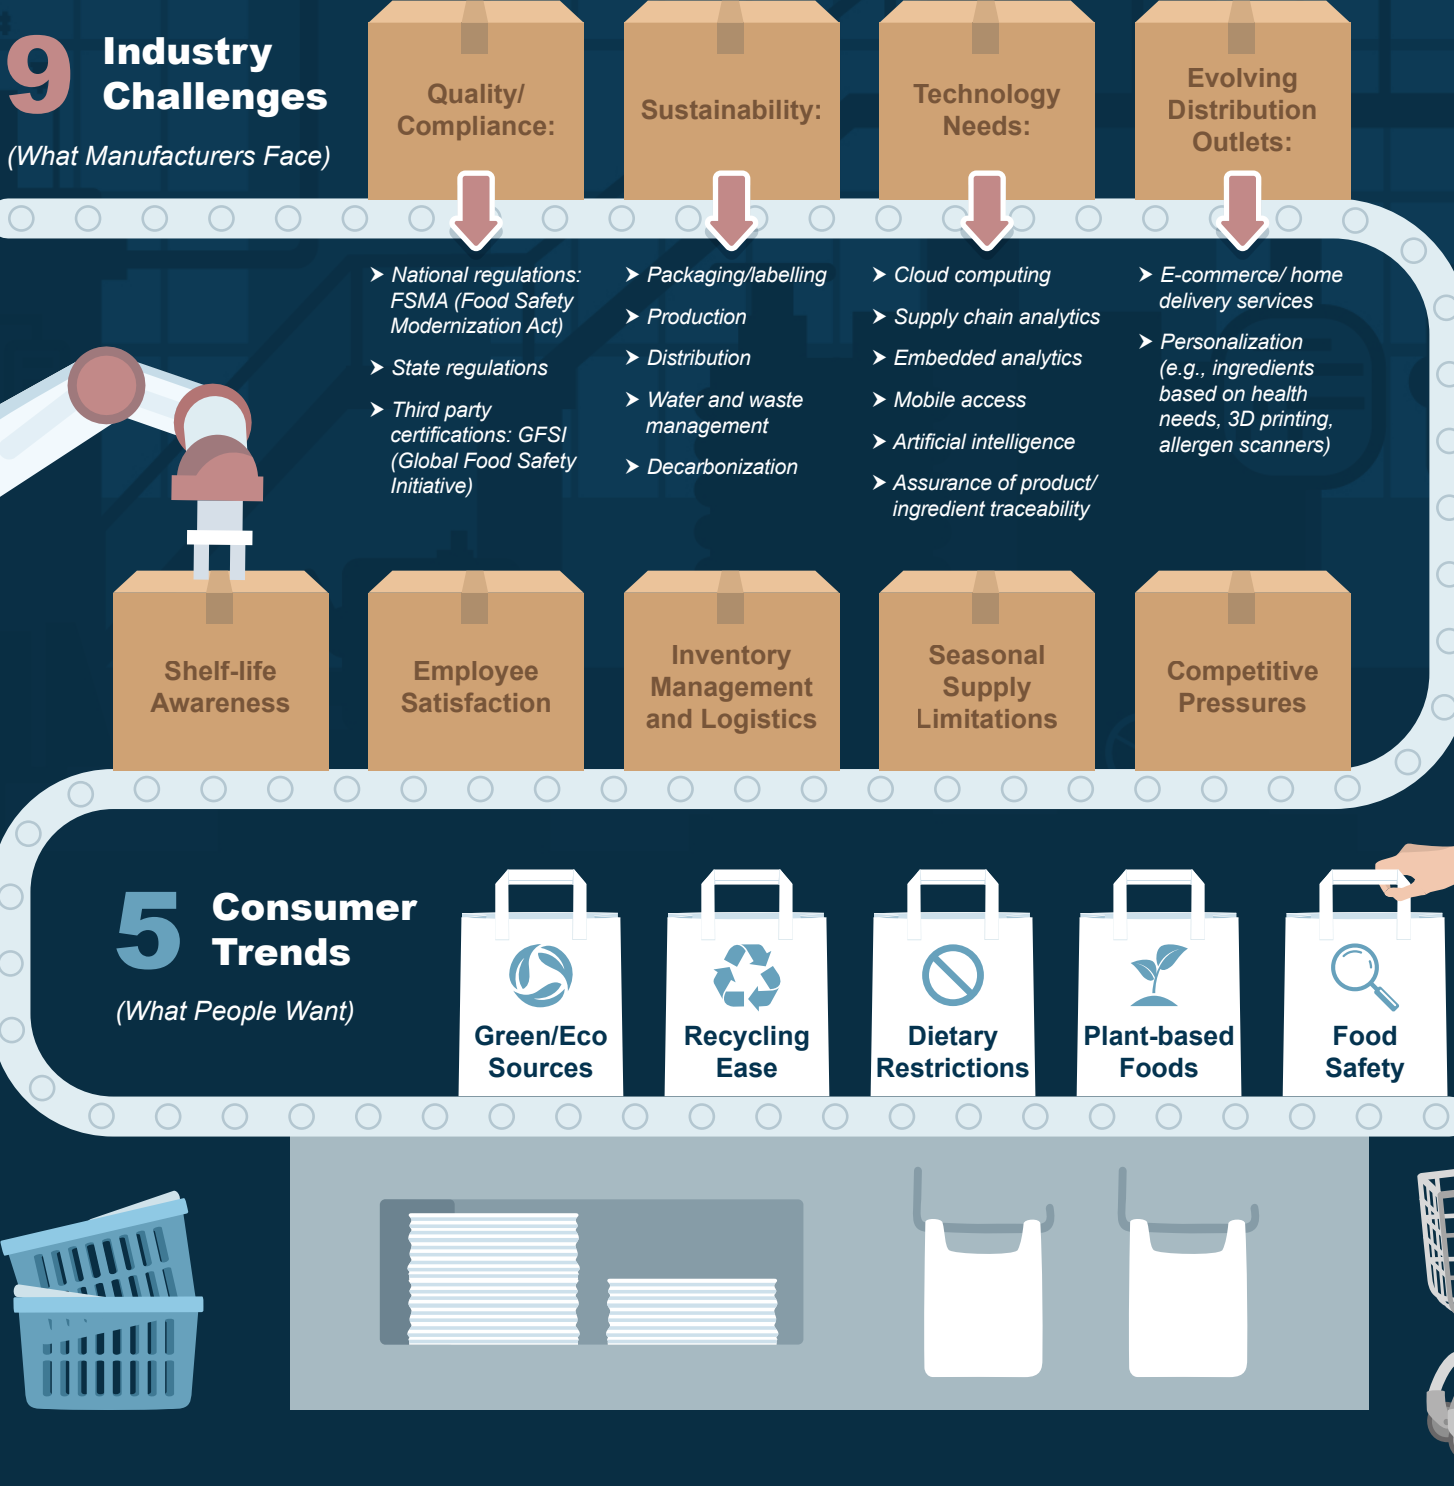 9
Industry
Challenges
(What Manufacturers Face)
Quality/
Compliance:
Sustainability:
Technology
Needs:
Evolving
Distribution
Outlets:
➤ National regulations:
FSMA (Food Safety
Modernization Act)
➤ State regulations
➤ Third party
certifications: GFSI
(Global Food Safety
Initiative)
➤ Packaging/labelling
➤ Production
➤ Distribution
➤ Water and waste
management
➤ Decarbonization
➤ Cloud computing
➤ Supply chain analytics
➤ Embedded analytics
➤ Mobile access
➤ Artificial intelligence
➤ Assurance of product/
ingredient traceability
➤ E-commerce/ home
delivery services
➤ Personalization
(e.g., ingredients
based on health
needs, 3D printing,
allergen scanners)
Shelf-life
Awareness
Employee
Satisfaction
Inventory
Management
and Logistics
Seasonal
Supply
Limitations
Competitive
Pressures
5
Consumer
Trends
(What People Want)
Green/Eco
Sources
Recycling
Ease
Dietary
Restrictions
Plant-based
Foods
Food
Safety